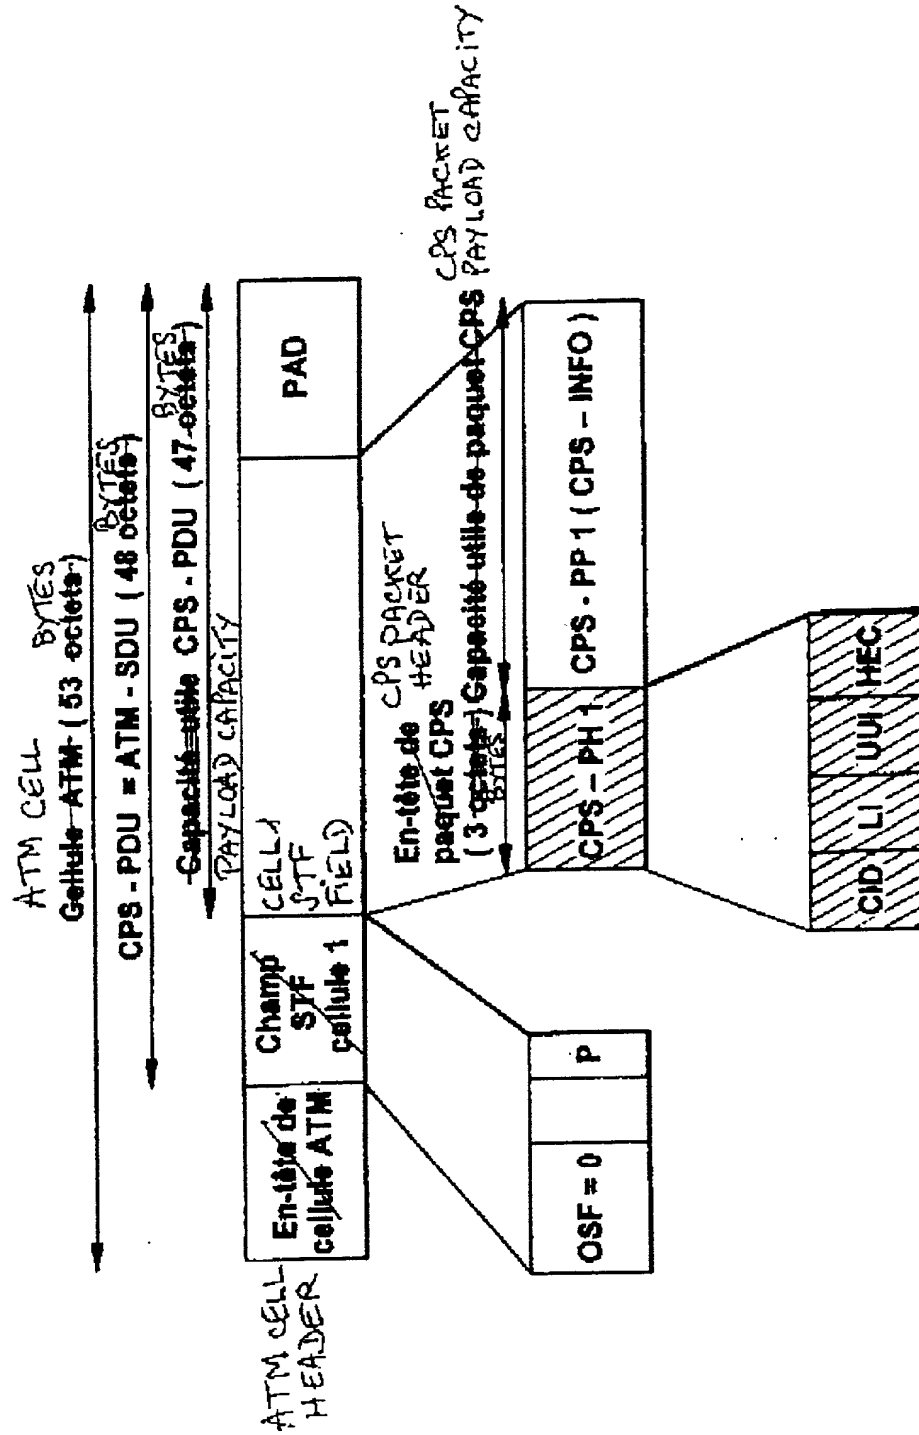 ATM CELL BYTES
Cellule ATM ( 53 octets )
BYTES
CPS - PDU = ATM - SDU ( 48 octets )
BYTES
Capacité utile CPS - PDU ( 47 octets )
PAYLOAD CAPACITY
ATM CELL
HEADER
En-tête de
cellule ATM
Champ
STF
cellule 1
CELL 1
STF
FIELD
PAD
CPS PACKET
HEADER
En-tête de
paquet CPS
( 3 octets )
BYTES
CPS PACKET
PAYLOAD CAPACITY
Capacité utile de paquet CPS
OSF = 0
P
CPS - PH 1
CPS - PP 1 ( CPS - INFO )
CID
LI
UUI
HEC